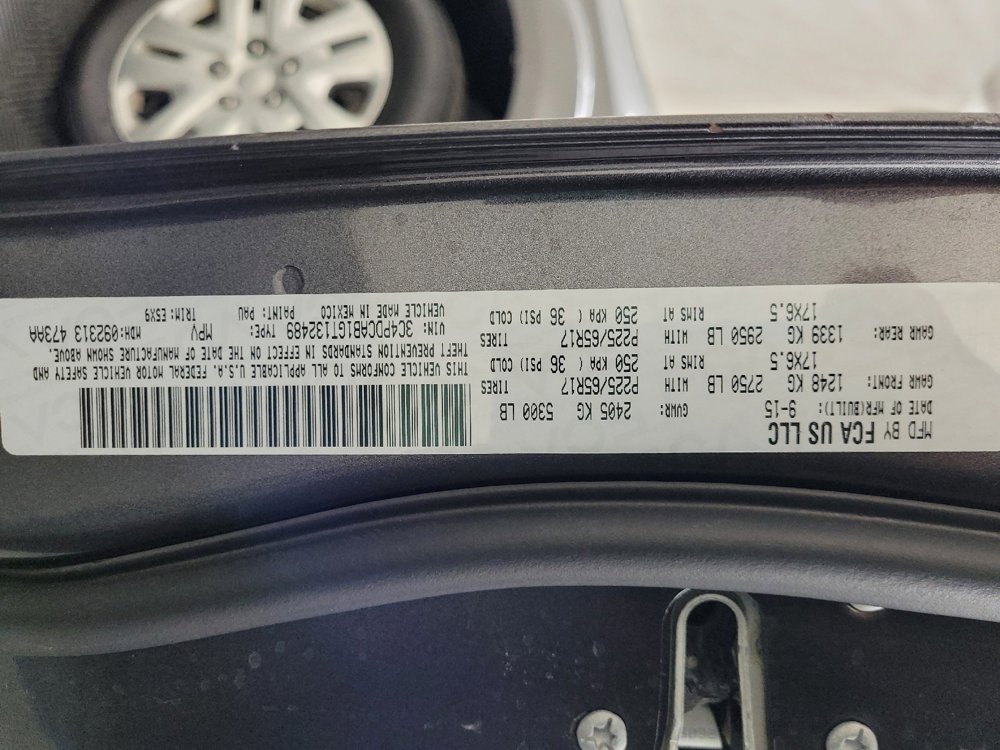 MFD BY FCA US LLC
DATE OF MFR(BUILT): 9-15
GVWR: 2405 KG 5300 LB
GAWR FRONT: 1248 KG 2750 LB WITH P225/65R17 TIRES
17X6.5 RIMS AT 250 KPA ( 36 PSI) COLD
GAWR REAR: 1339 KG 2950 LB WITH P225/65R17 TIRES
17X6.5 RIMS AT 250 KPA ( 36 PSI) COLD
THIS VEHICLE CONFORMS TO ALL APPLICABLE U.S.A. FEDERAL MOTOR VEHICLE SAFETY AND
THEFT PREVENTION STANDARDS IN EFFECT ON THE DATE OF MANUFACTURE SHOWN ABOVE.
VIN: 3C4PDCAB1GT132489 TYPE: MPV MDH: 092313 473AA
VEHICLE MADE IN MEXICO PAINT: PAU TRIM: ESX9